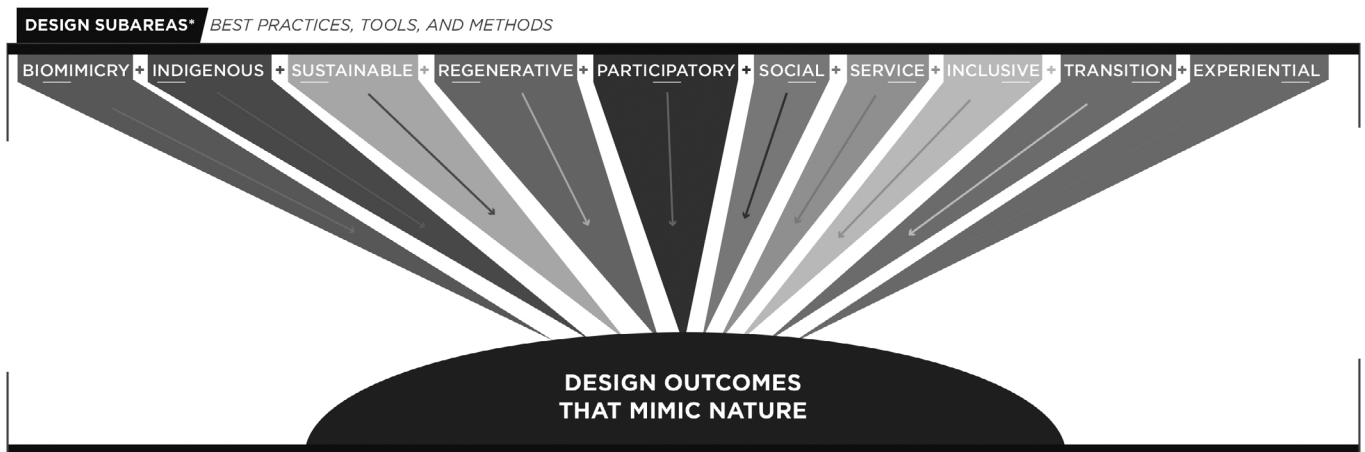 DESIGN SUBAREAS* BEST PRACTICES, TOOLS, AND METHODS
BIOMIMICRY + INDIGENOUS + SUSTAINABLE + REGENERATIVE + PARTICIPATORY + SOCIAL + SERVICE + INCLUSIVE + TRANSITION + EXPERIENTIAL
DESIGN OUTCOMES
THAT MIMIC NATURE